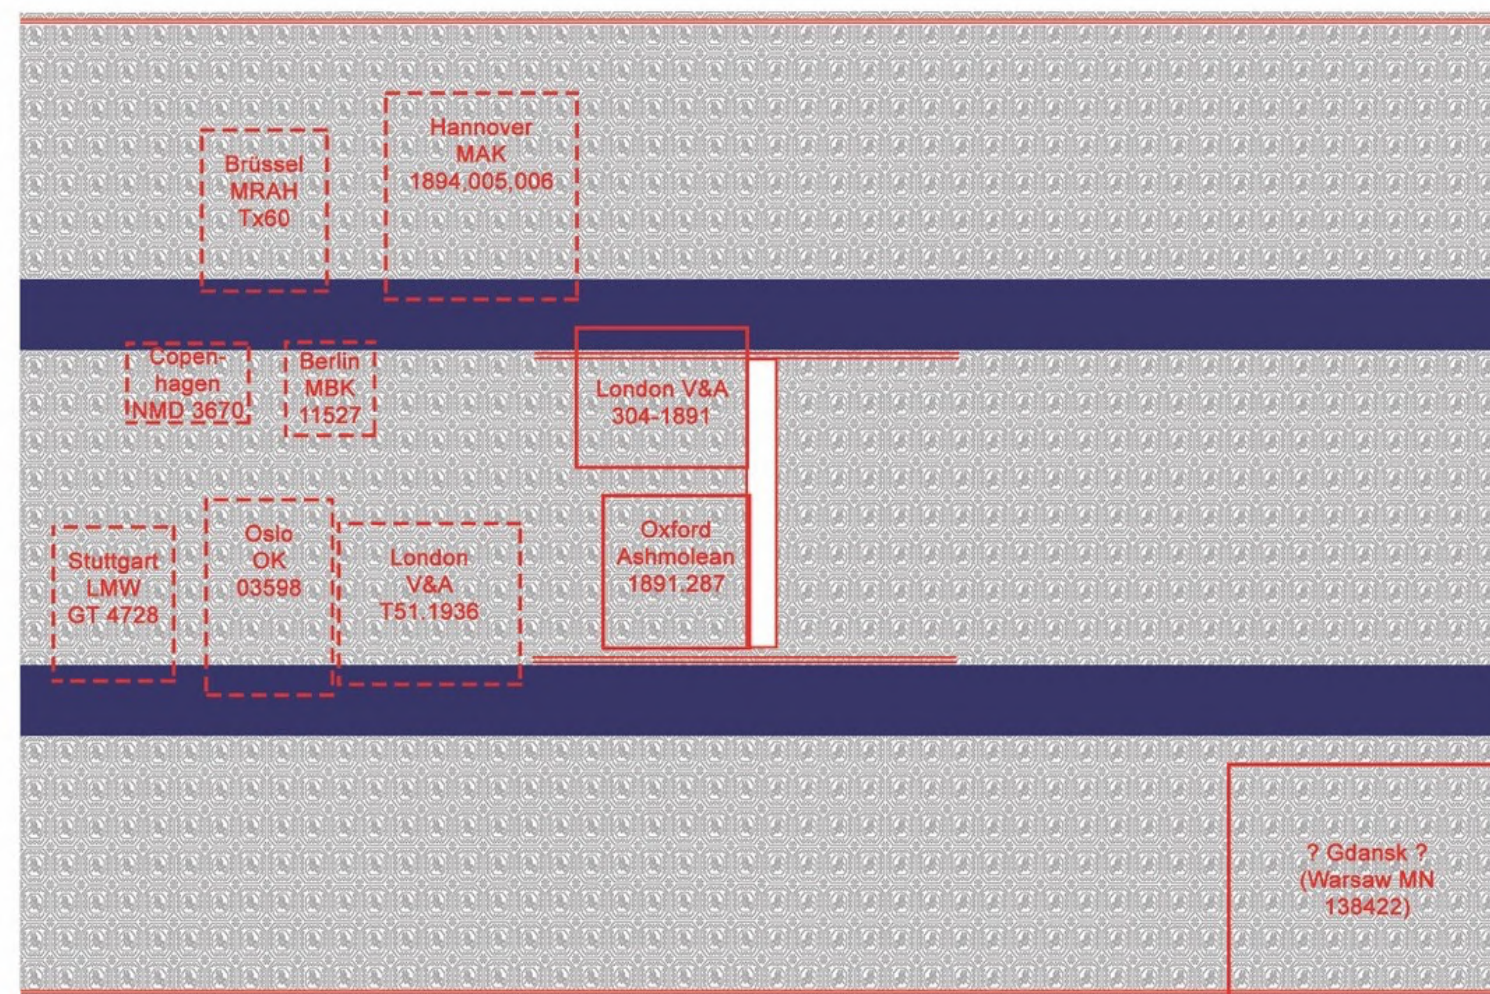 Hannover
MAK
1894,005,006
Brüssel
MRAH
Tx60
Copen-
hagen
NMD 3670
Berlin
MBK
11527
London V&A
304-1891
Stuttgart
LMW
GT 4728
Oslo
OK
03598
London
V&A
T51.1936
Oxford
Ashmolean
1891.287
? Gdansk ?
(Warsaw MN
138422)